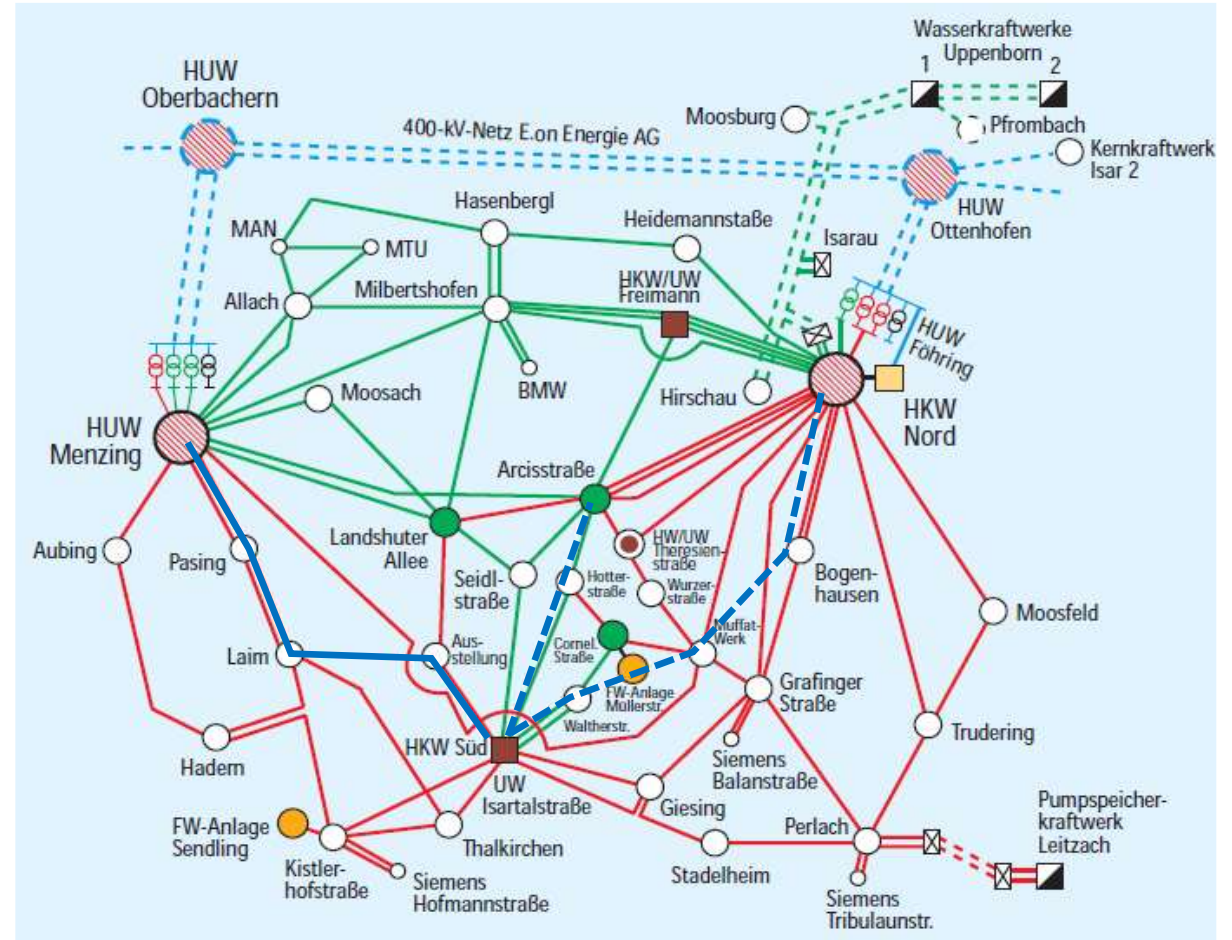 Wasserkraftwerke
Uppenborn
1
2
HUW
Oberbachern
Moosburg
Pfrombach
400-kV-Netz E.on Energie AG
Kernkraftwerk
Isar 2
Hasenbergl
Heidemannstaße
HUW
Ottenhofen
MAN
MTU
Isarau
Allach
Milbertshofen
HKW/UW
Freimann
HUW
Föhring
Moosach
BMW
Hirschau
HKW
Nord
HUW
Menzing
Arcisstraße
Landshuter
Allee
HW/UW
Theresien-
straße
Aubing
Pasing
Seidl-
straße
Hotter-
straße
Wurzer-
straße
Bogen-
hausen
Moosfeld
Laim
Aus-
stellung
Cornel.
Straße
Muffat-
Werk
FW-Anlage
Müllerstr.
Grafinger
Straße
Waltherstr.
Trudering
Hadern
HKW Süd
UW
Isartalstraße
Siemens
Balanstraße
Giesing
Pumpspeicher-
kraftwerk
Leitzach
FW-Anlage
Sendling
Thalkirchen
Perlach
Kistler-
hofstraße
Siemens
Hofmannstraße
Stadelheim
Siemens
Tribulaunstr.